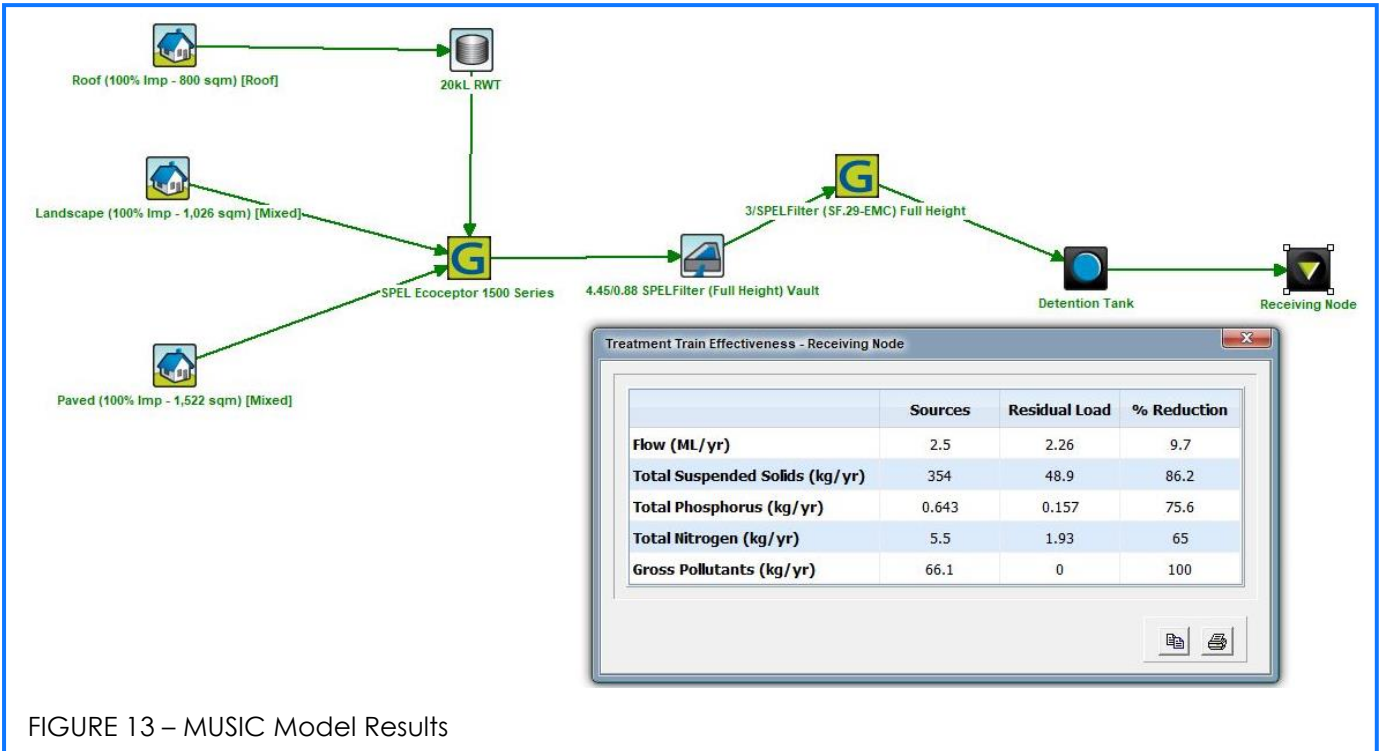 Roof (100% Imp - 800 sqm) [Roof]
20kL RWT
Landscape (100% Imp - 1,026 sqm) [Mixed]
G
SPEL Ecoceptor 1500 Series
Paved (100% Imp - 1,522 sqm) [Mixed]
4.45/0.88 SPELFilter (Full Height) Vault
G
3/SPELFilter (SF.29-EMC) Full Height
Detention Tank
Receiving Node
Treatment Train Effectiveness - Receiving Node
Sources Residual Load % Reduction
Flow (ML/yr) 2.5 2.26 9.7
Total Suspended Solids (kg/yr) 354 48.9 86.2
Total Phosphorus (kg/yr) 0.643 0.157 75.6
Total Nitrogen (kg/yr) 5.5 1.93 65
Gross Pollutants (kg/yr) 66.1 0 100
FIGURE 13 – MUSIC Model Results